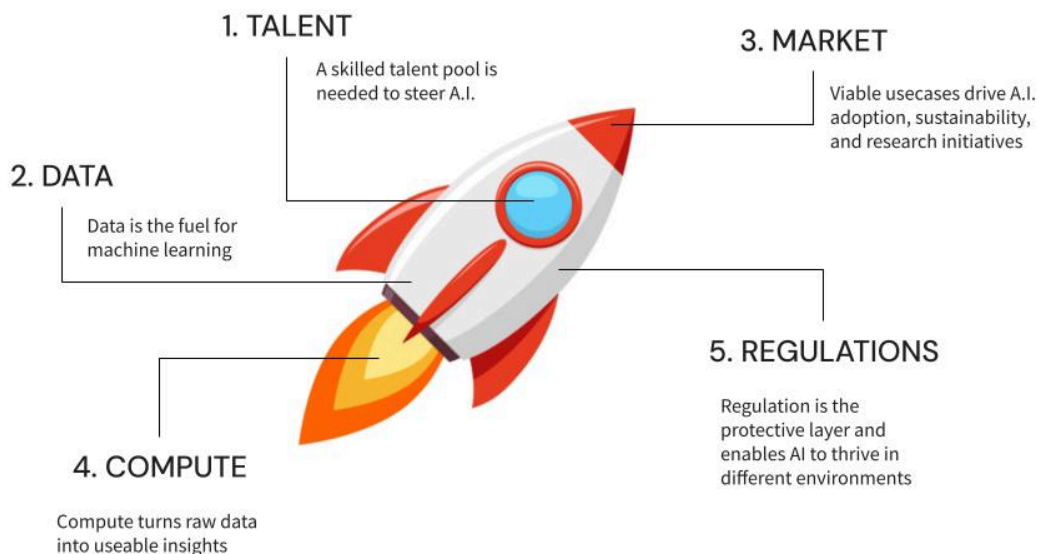 1. TALENT
A skilled talent pool is
needed to steer A.I.
3. MARKET
Viable usecases drive A.I.
adoption, sustainability,
and research initiatives
2. DATA
Data is the fuel for
machine learning
5. REGULATIONS
Regulation is the
protective layer and
enables AI to thrive in
different environments
4. COMPUTE
Compute turns raw data
into useable insights